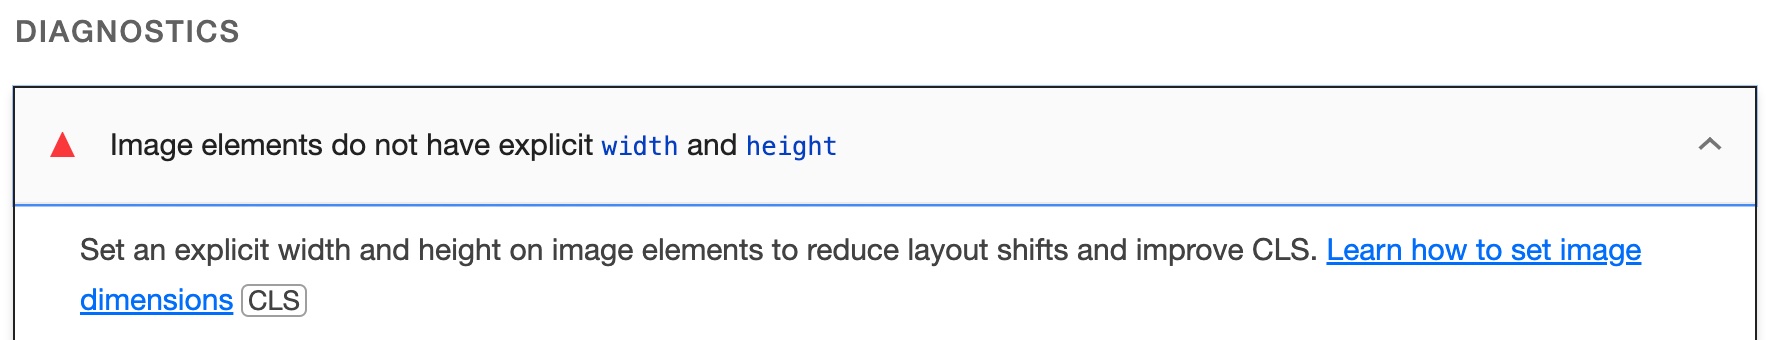 DIAGNOSTICS
Image elements do not have explicit width and height
Set an explicit width and height on image elements to reduce layout shifts and improve CLS. Learn how to set image
dimensions CLS